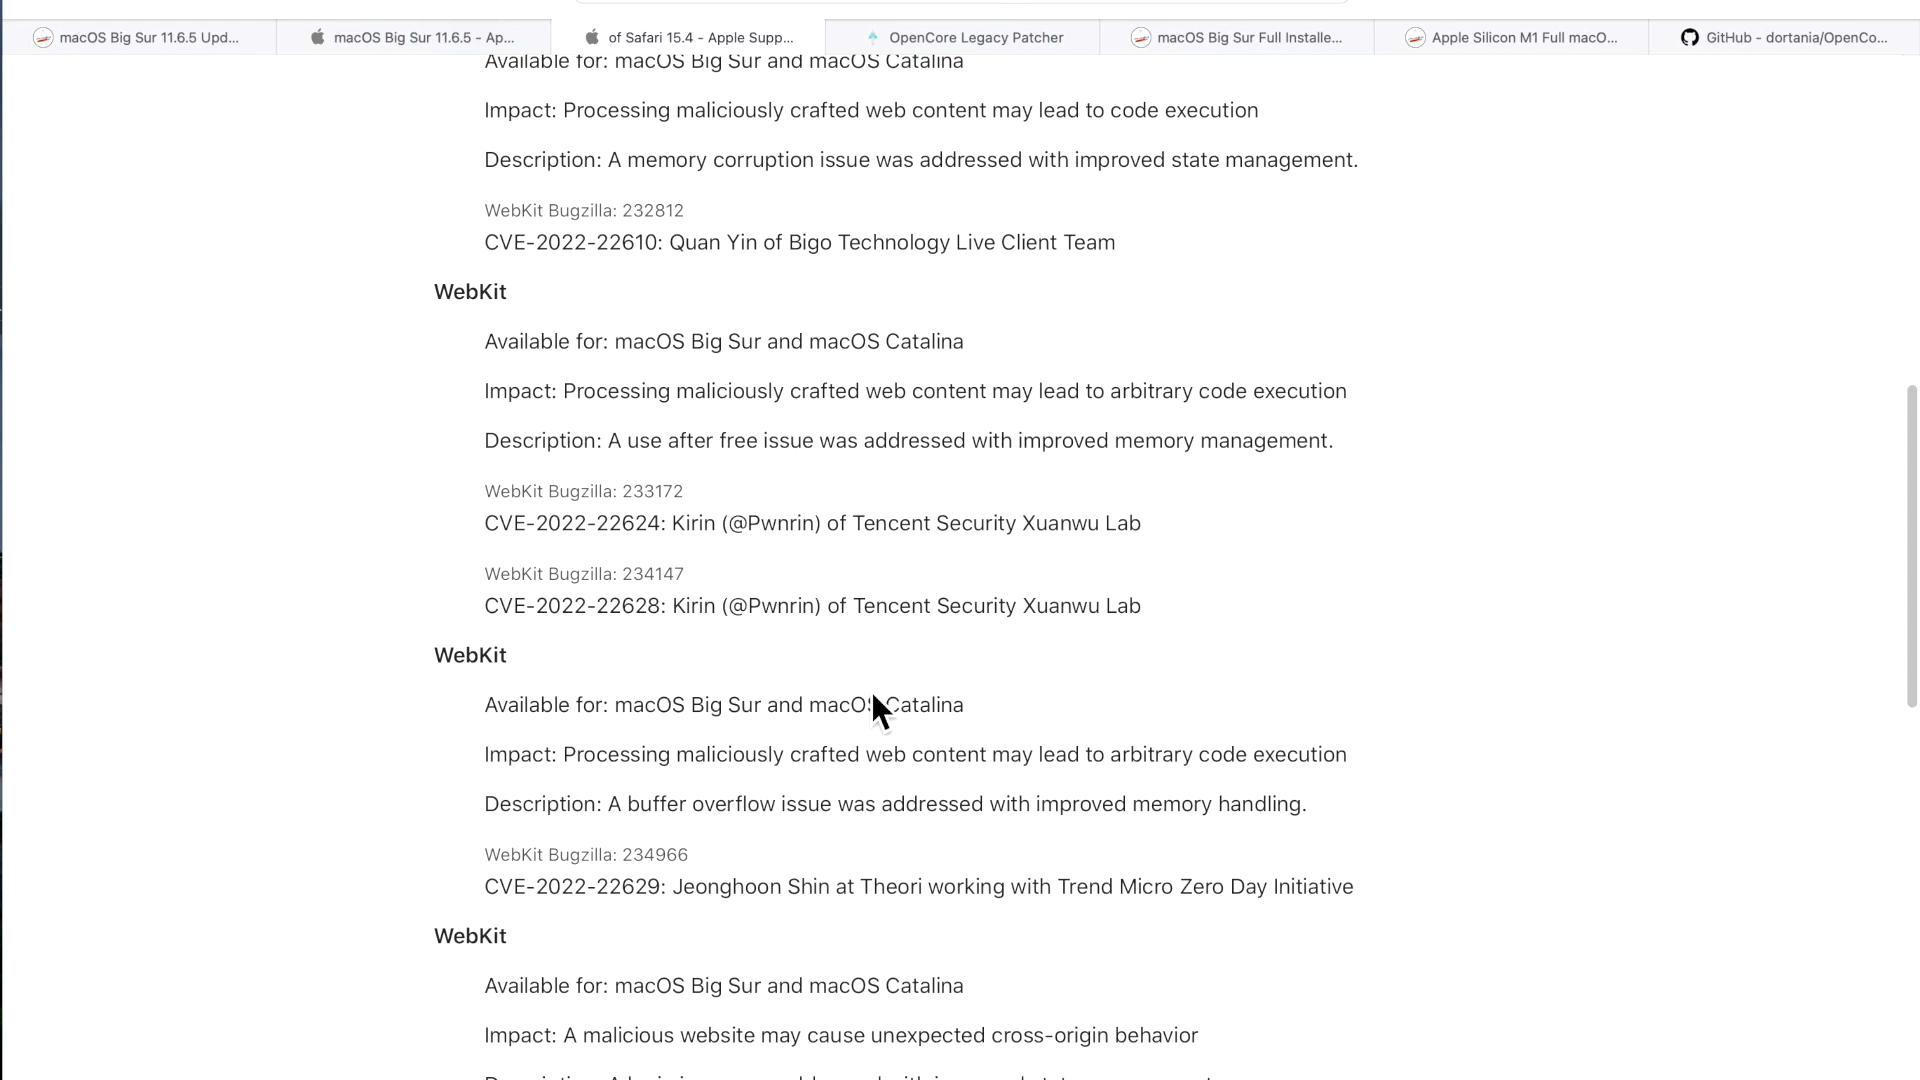 macOS Big Sur 11.6.5 Upd...
macOS Big Sur 11.6.5 - Ap...
of Safari 15.4 - Apple Supp...
OpenCore Legacy Patcher
macOS Big Sur Full Installe...
Apple Silicon M1 Full macO...
GitHub - dortania/OpenCo...
Available for: macOS Big Sur and macOS Catalina
Impact: Processing maliciously crafted web content may lead to code execution
Description: A memory corruption issue was addressed with improved state management.
WebKit Bugzilla: 232812
CVE-2022-22610: Quan Yin of Bigo Technology Live Client Team
WebKit
Available for: macOS Big Sur and macOS Catalina
Impact: Processing maliciously crafted web content may lead to arbitrary code execution
Description: A use after free issue was addressed with improved memory management.
WebKit Bugzilla: 233172
CVE-2022-22624: Kirin (@Pwnrin) of Tencent Security Xuanwu Lab
WebKit Bugzilla: 234147
CVE-2022-22628: Kirin (@Pwnrin) of Tencent Security Xuanwu Lab
WebKit
Available for: macOS Big Sur and macOS Catalina
Impact: Processing maliciously crafted web content may lead to arbitrary code execution
Description: A buffer overflow issue was addressed with improved memory handling.
WebKit Bugzilla: 234966
CVE-2022-22629: Jeonghoon Shin at Theori working with Trend Micro Zero Day Initiative
WebKit
Available for: macOS Big Sur and macOS Catalina
Impact: A malicious website may cause unexpected cross-origin behavior